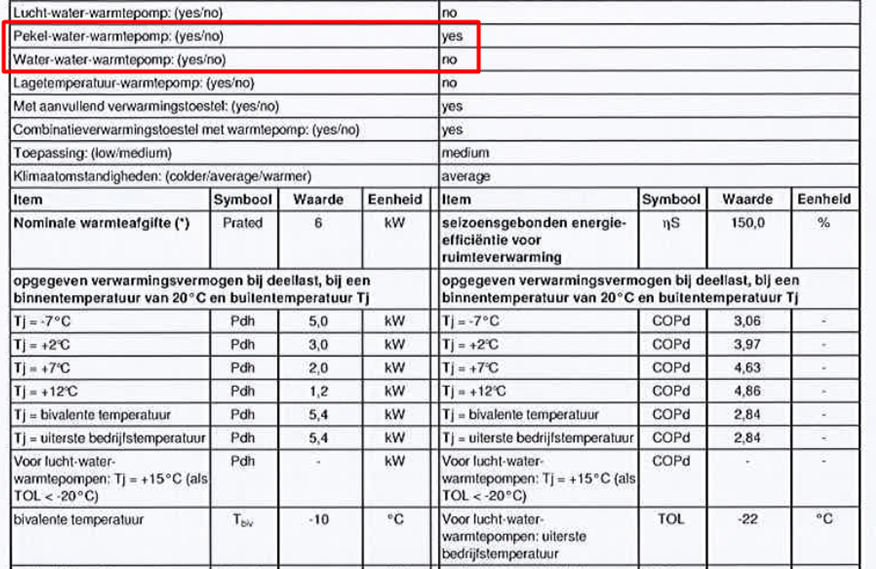 Lucht-water-warmtepomp: (yes/no) no
Pekel-water-warmtepomp: (yes/no) yes
Water-water-warmtepomp: (yes/no) no
Lagetemperatuur-warmtepomp: (yes/no) no
Met aanvullend verwarmingstoestel: (yes/no) yes
Combinatieverwarmingstoestel met warmtepomp: (yes/no) yes
Toepassing: (low/medium) medium
Klimaatomstandigheden: (colder/average/warmer) average
Item Symbool Waarde Eenheid Item Symbool Waarde Eenheid
Nominale warmteafgifte (*) Prated 6 kW seizoensgebonden energie- ηS 150,0 %
efficiëntie voor
ruimteverwarming
opgegeven verwarmingsvermogen bij deellast, bij een opgegeven verwarmingsvermogen bij deellast, bij een
binnentemperatuur van 20°C en buitentemperatuur Tj binnentemperatuur van 20°C en buitentemperatuur Tj
Tj = -7°C Pdh 5,0 kW Tj = -7°C COPd 3,06 -
Tj = +2°C Pdh 3,0 kW Tj = +2°C COPd 3,97 -
Tj = +7°C Pdh 2,0 kW Tj = +7°C COPd 4,63 -
Tj = +12°C Pdh 1,2 kW Tj = +12°C COPd 4,86 -
Tj = bivalente temperatuur Pdh 5,4 kW Tj = bivalente temperatuur COPd 2,84 -
Tj = uiterste bedrijfstemperatuur Pdh 5,4 kW Tj = uiterste bedrijfstemperatuur COPd 2,84 -
Voor lucht-water- Pdh - kW Voor lucht-water- COPd - -
warmtepompen: Tj = +15°C (als warmtepompen: Tj = +15°C (als
TOL < -20°C) TOL < -20°C)
bivalente temperatuur Tbiv -10 °C Voor lucht-water- TOL -22 °C
warmtepompen: uiterste
bedrijfstemperatuur